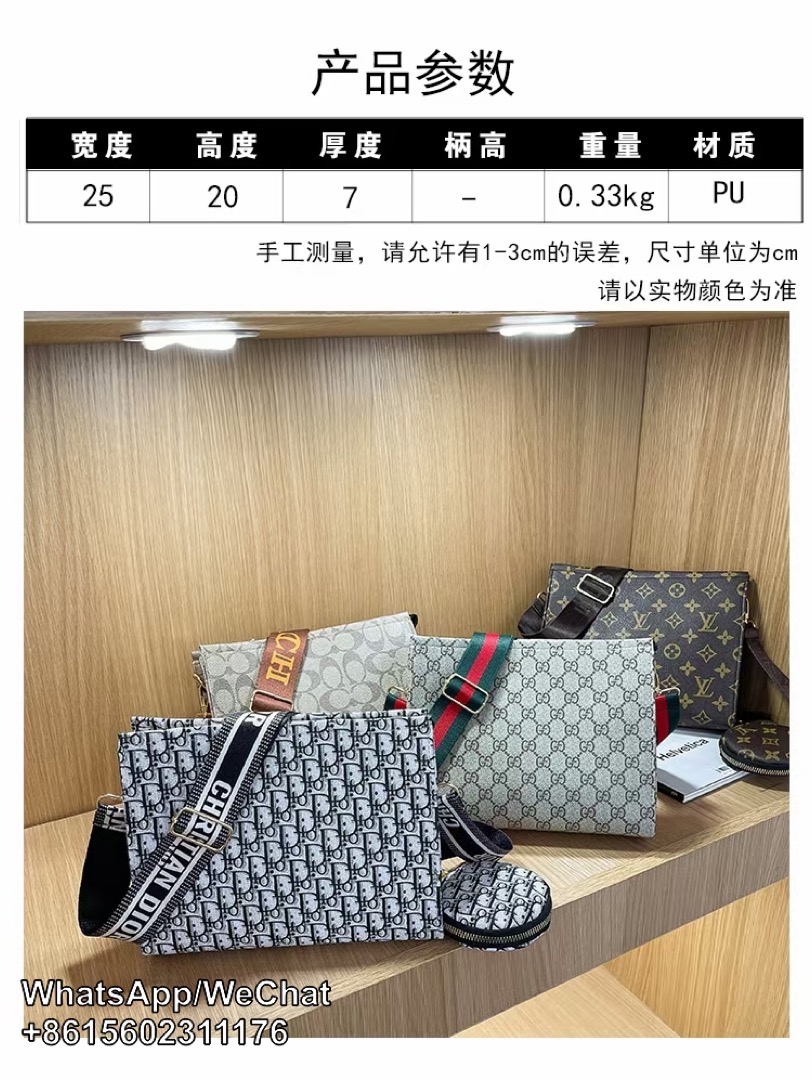 产品参数
宽度 高度 厚度 柄高 重量 材质
25 20 7 - 0.33kg PU
手工测量，请允许有1-3cm的误差，尺寸单位为cm
请以实物颜色为准
CH
CHRISTIAN DIOR
Helvetica
WhatsApp/WeChat
+8615602311176